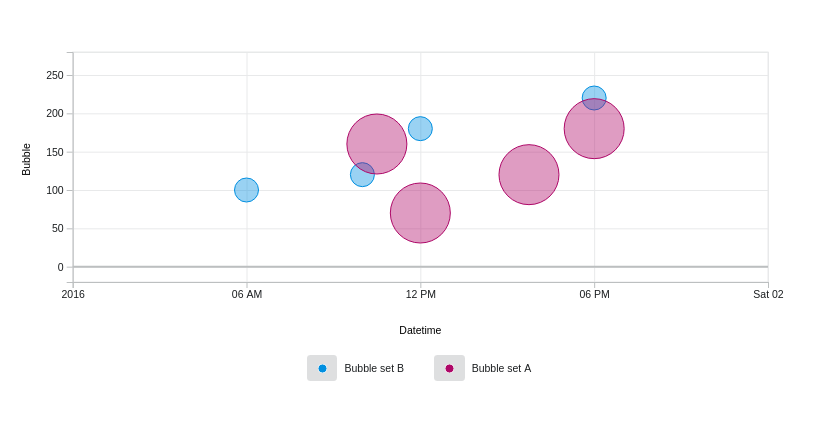 250
200
150
100
50
0
Bubble
2016
06 AM
12 PM
06 PM
Sat 02
Datetime
Bubble set B
Bubble set A